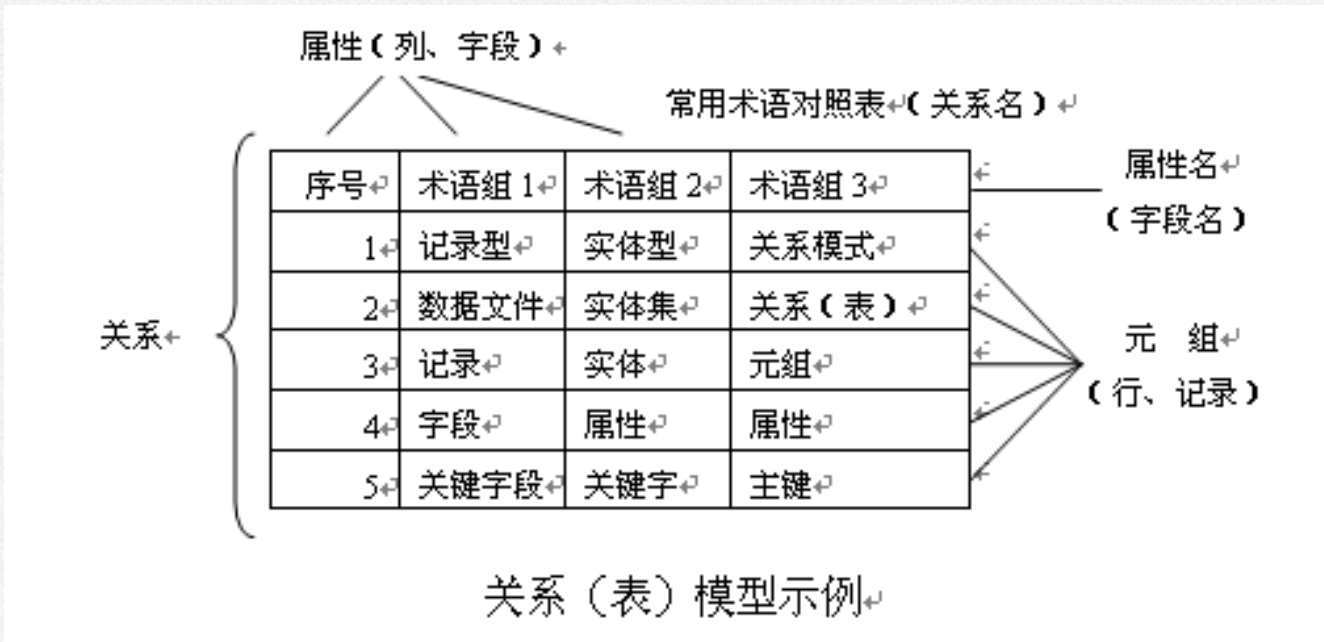 属性（列、字段）
常用术语对照表（关系名）
序号 术语组1 术语组2 术语组3
属性名
（字段名）
1 记录型 实体型 关系模式
2 数据文件 实体集 关系（表）
关系
3 记录 实体 元组
元 组
（行、记录）
4 字段 属性 属性
5 关键字段 关键字 主键
关系（表）模型示例